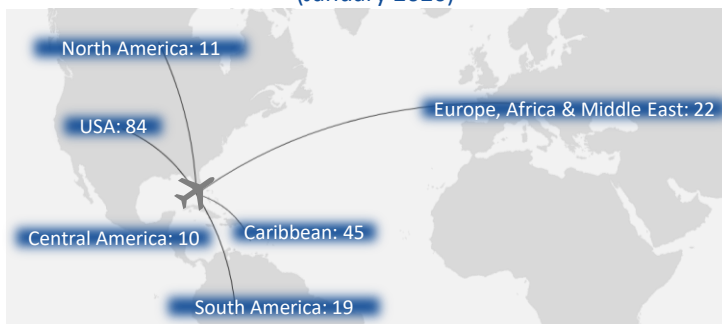 North America: 11
USA: 84
Europe, Africa & Middle East: 22
Central America: 10
Caribbean: 45
South America: 19